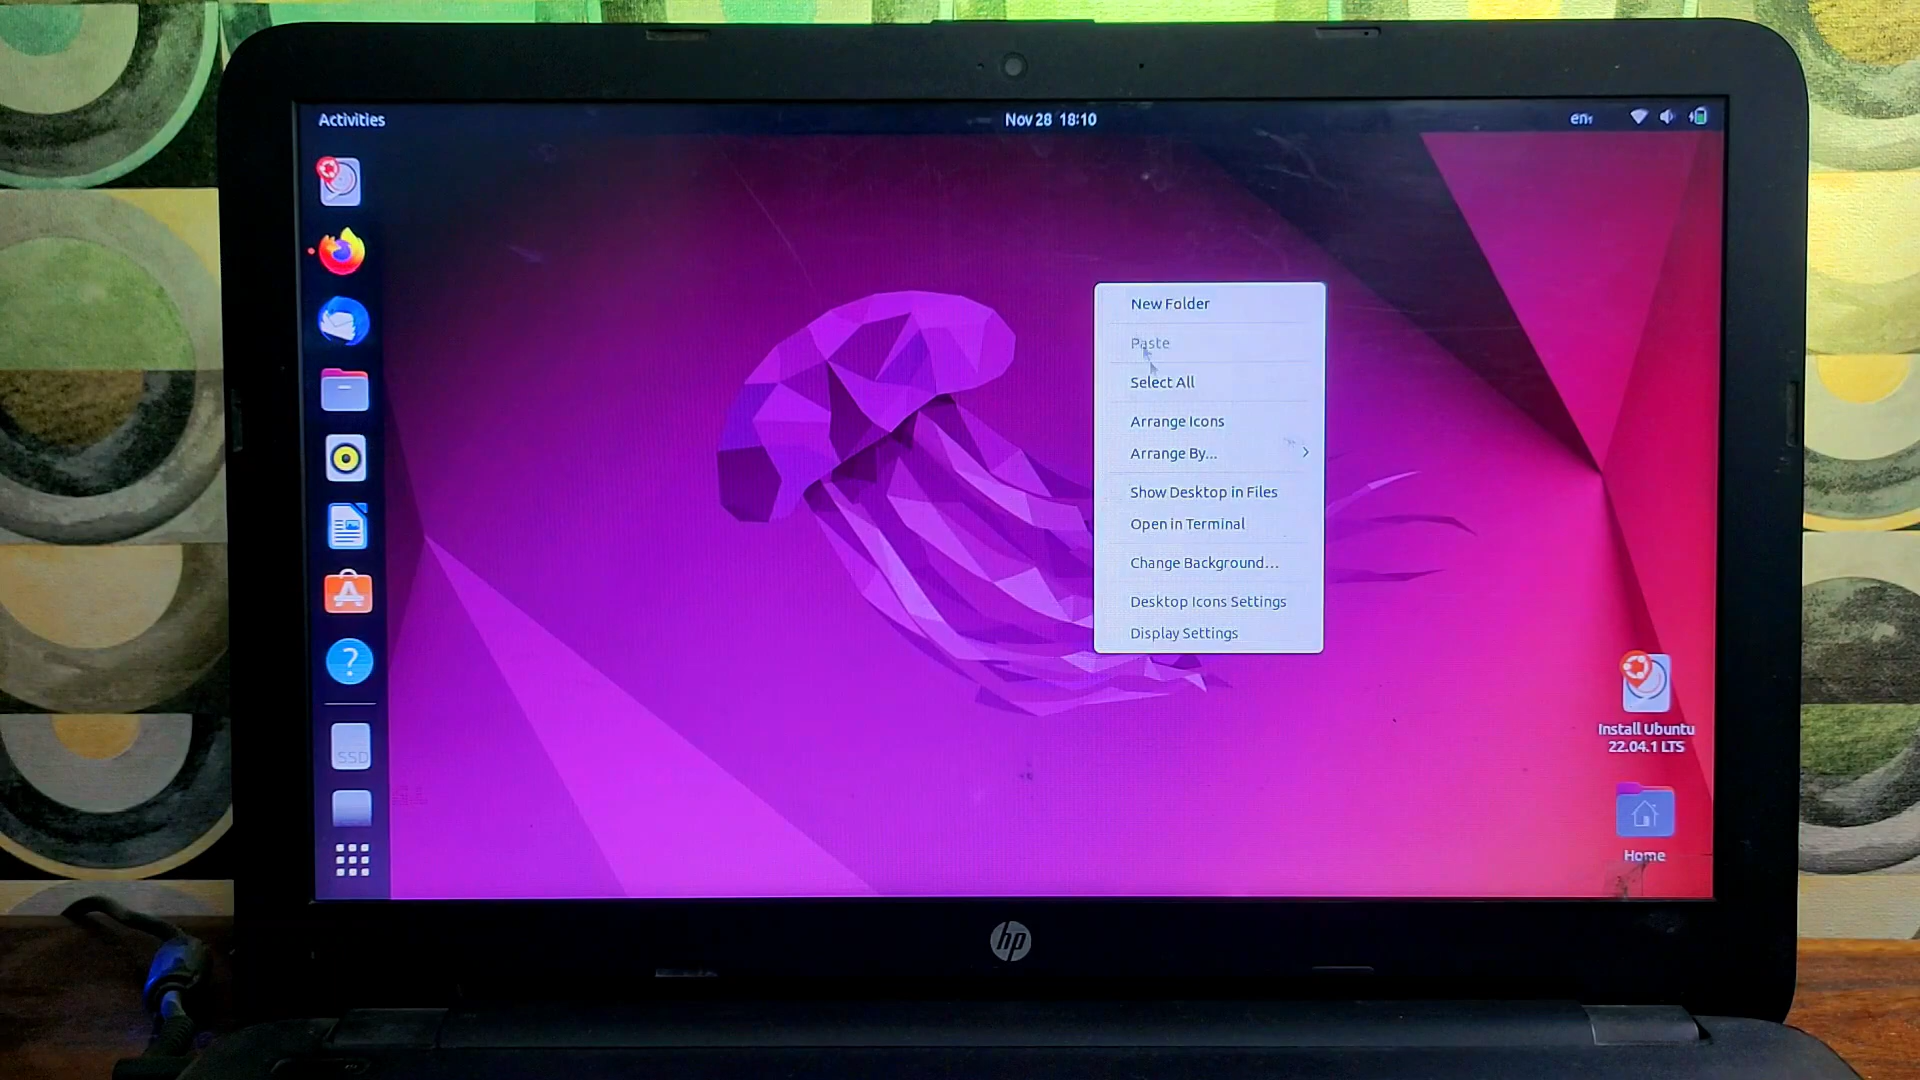 Activities
Nov 28 18:10
en₁
New Folder
Paste
Select All
Arrange Icons
Arrange By...
Show Desktop in Files
Open in Terminal
Change Background...
Desktop Icons Settings
Display Settings
SSD
Install Ubuntu
22.04.1 LTS
Home
hp